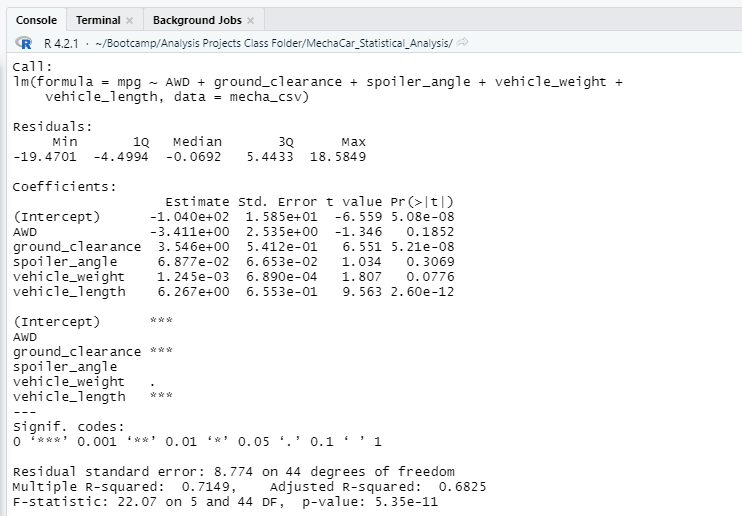 Console Terminal × Background Jobs ×
R R 4.2.1 · ~/Bootcamp/Analysis Projects Class Folder/MechaCar_Statistical_Analysis/
Call:
lm(formula = mpg ~ AWD + ground_clearance + spoiler_angle + vehicle_weight +
    vehicle_length, data = mecha_csv)
Residuals:
     Min       1Q   Median       3Q      Max
-19.4701  -4.4994  -0.0692   5.4433  18.5849
Coefficients:
                   Estimate Std. Error t value Pr(>|t|)
(Intercept)      -1.040e+02  1.585e+01  -6.559 5.08e-08
AWD              -3.411e+00  2.535e+00  -1.346   0.1852
ground_clearance  3.546e+00  5.412e-01   6.551 5.21e-08
spoiler_angle     6.877e-02  6.653e-02   1.034   0.3069
vehicle_weight    1.245e-03  6.890e-04   1.807   0.0776
vehicle_length    6.267e+00  6.553e-01   9.563 2.60e-12
(Intercept)      ***
AWD
ground_clearance ***
spoiler_angle
vehicle_weight   .
vehicle_length   ***
---
Signif. codes:
0 ‘***’ 0.001 ‘**’ 0.01 ‘*’ 0.05 ‘.’ 0.1 ‘ ’ 1
Residual standard error: 8.774 on 44 degrees of freedom
Multiple R-squared:  0.7149,	Adjusted R-squared:  0.6825
F-statistic: 22.07 on 5 and 44 DF,  p-value: 5.35e-11